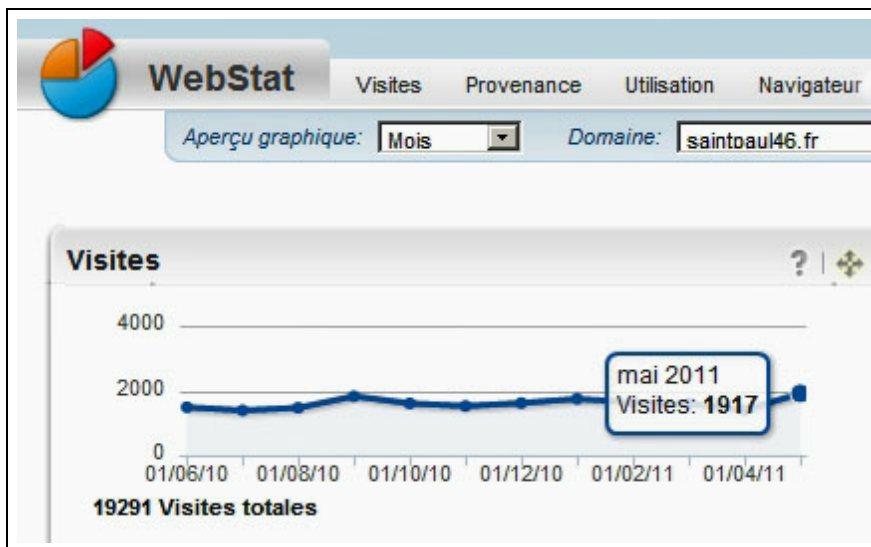 WebStat Visites Provenance Utilisation Navigateur
Aperçu graphique: Mois Domaine: saintpaul46.fr
Visites ?
4000
mai 2011
2000
Visites: 1917
0
01/06/10 01/08/10 01/10/10 01/12/10 01/02/11 01/04/11
19291 Visites totales